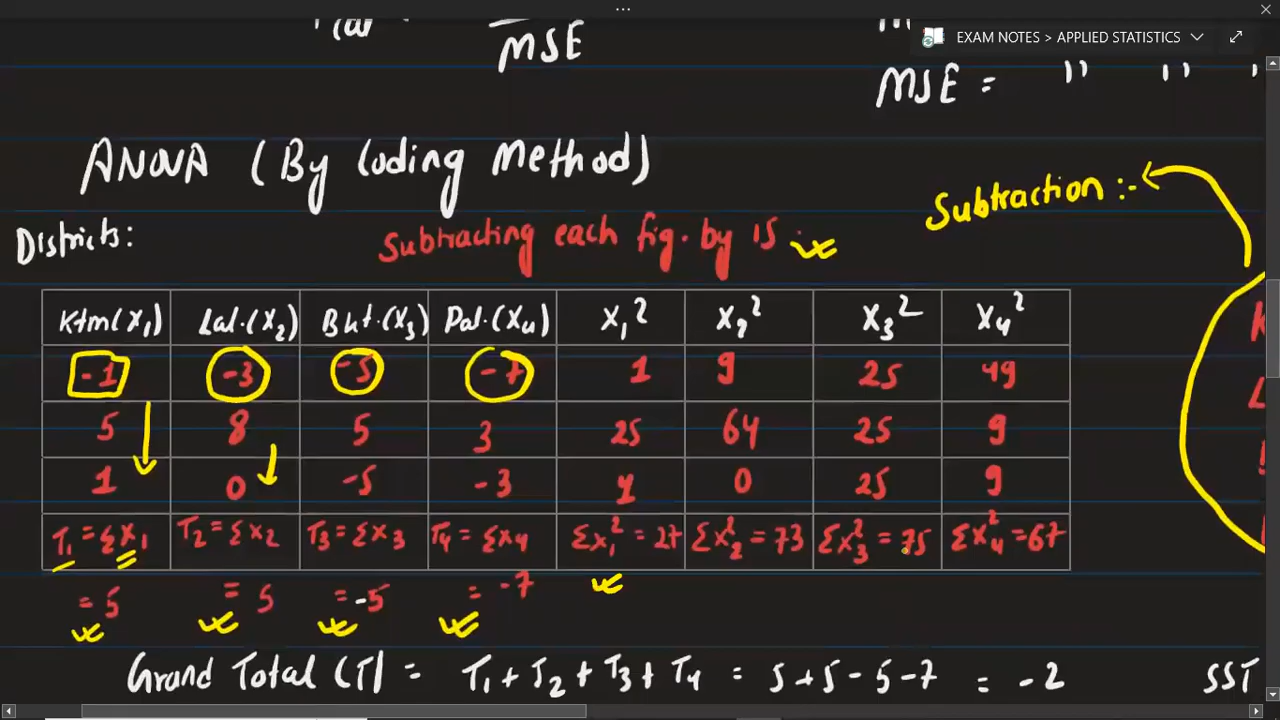 MSE
EXAM NOTES > APPLIED STATISTICS
MSE = " "
ANOVA (By Coding Method)
Subtraction :-
Districts:
Subtracting each fig. by 15
Ktm(X₁) Lal.(X₂) Bht.(X₃) Pal.(X₄) X₁² X₂² X₃² X₄²
-1 -3 -5 -7 1 9 25 49
5 8 5 3 25 64 25 9
1 0 -5 -3 1 0 25 9
T₁ = Σx₁ T₂ = Σx₂ T₃ = Σx₃ T₄ = Σx₄ Σx₁² = 27 Σx₂² = 73 Σx₃² = 75 Σx₄² = 67
= 5 = 5 = -5 = -7
Grand Total (T) = T₁ + T₂ + T₃ + T₄ = 5+5-5-7 = -2
SST